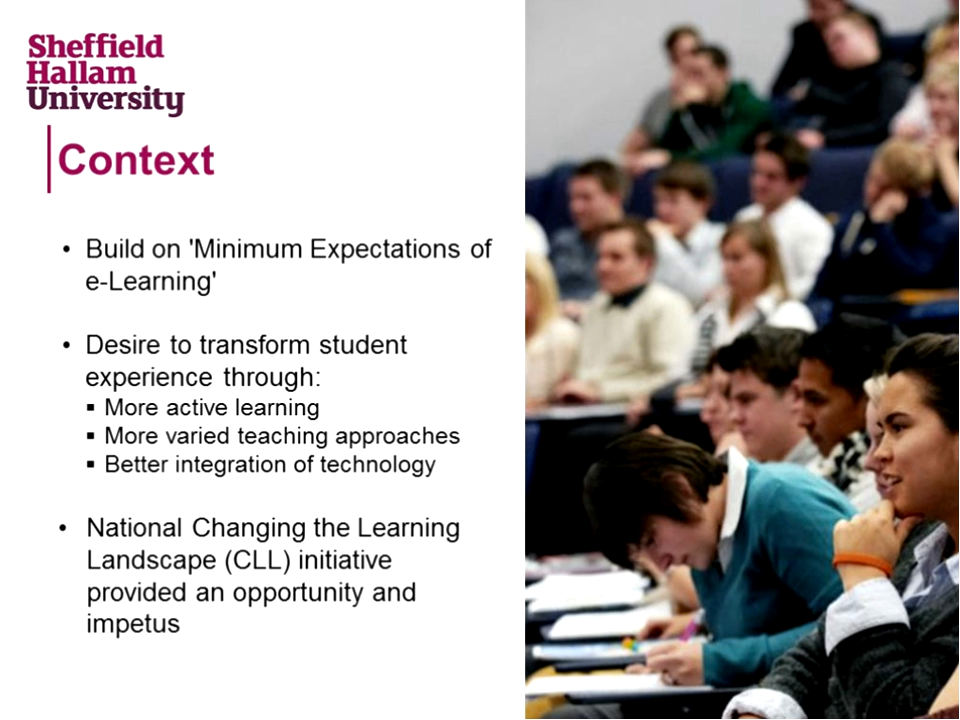 Sheffield
Hallam
University
Context
• Build on 'Minimum Expectations of
e-Learning'
• Desire to transform student
experience through:
▪ More active learning
▪ More varied teaching approaches
▪ Better integration of technology
• National Changing the Learning
Landscape (CLL) initiative
provided an opportunity and
impetus